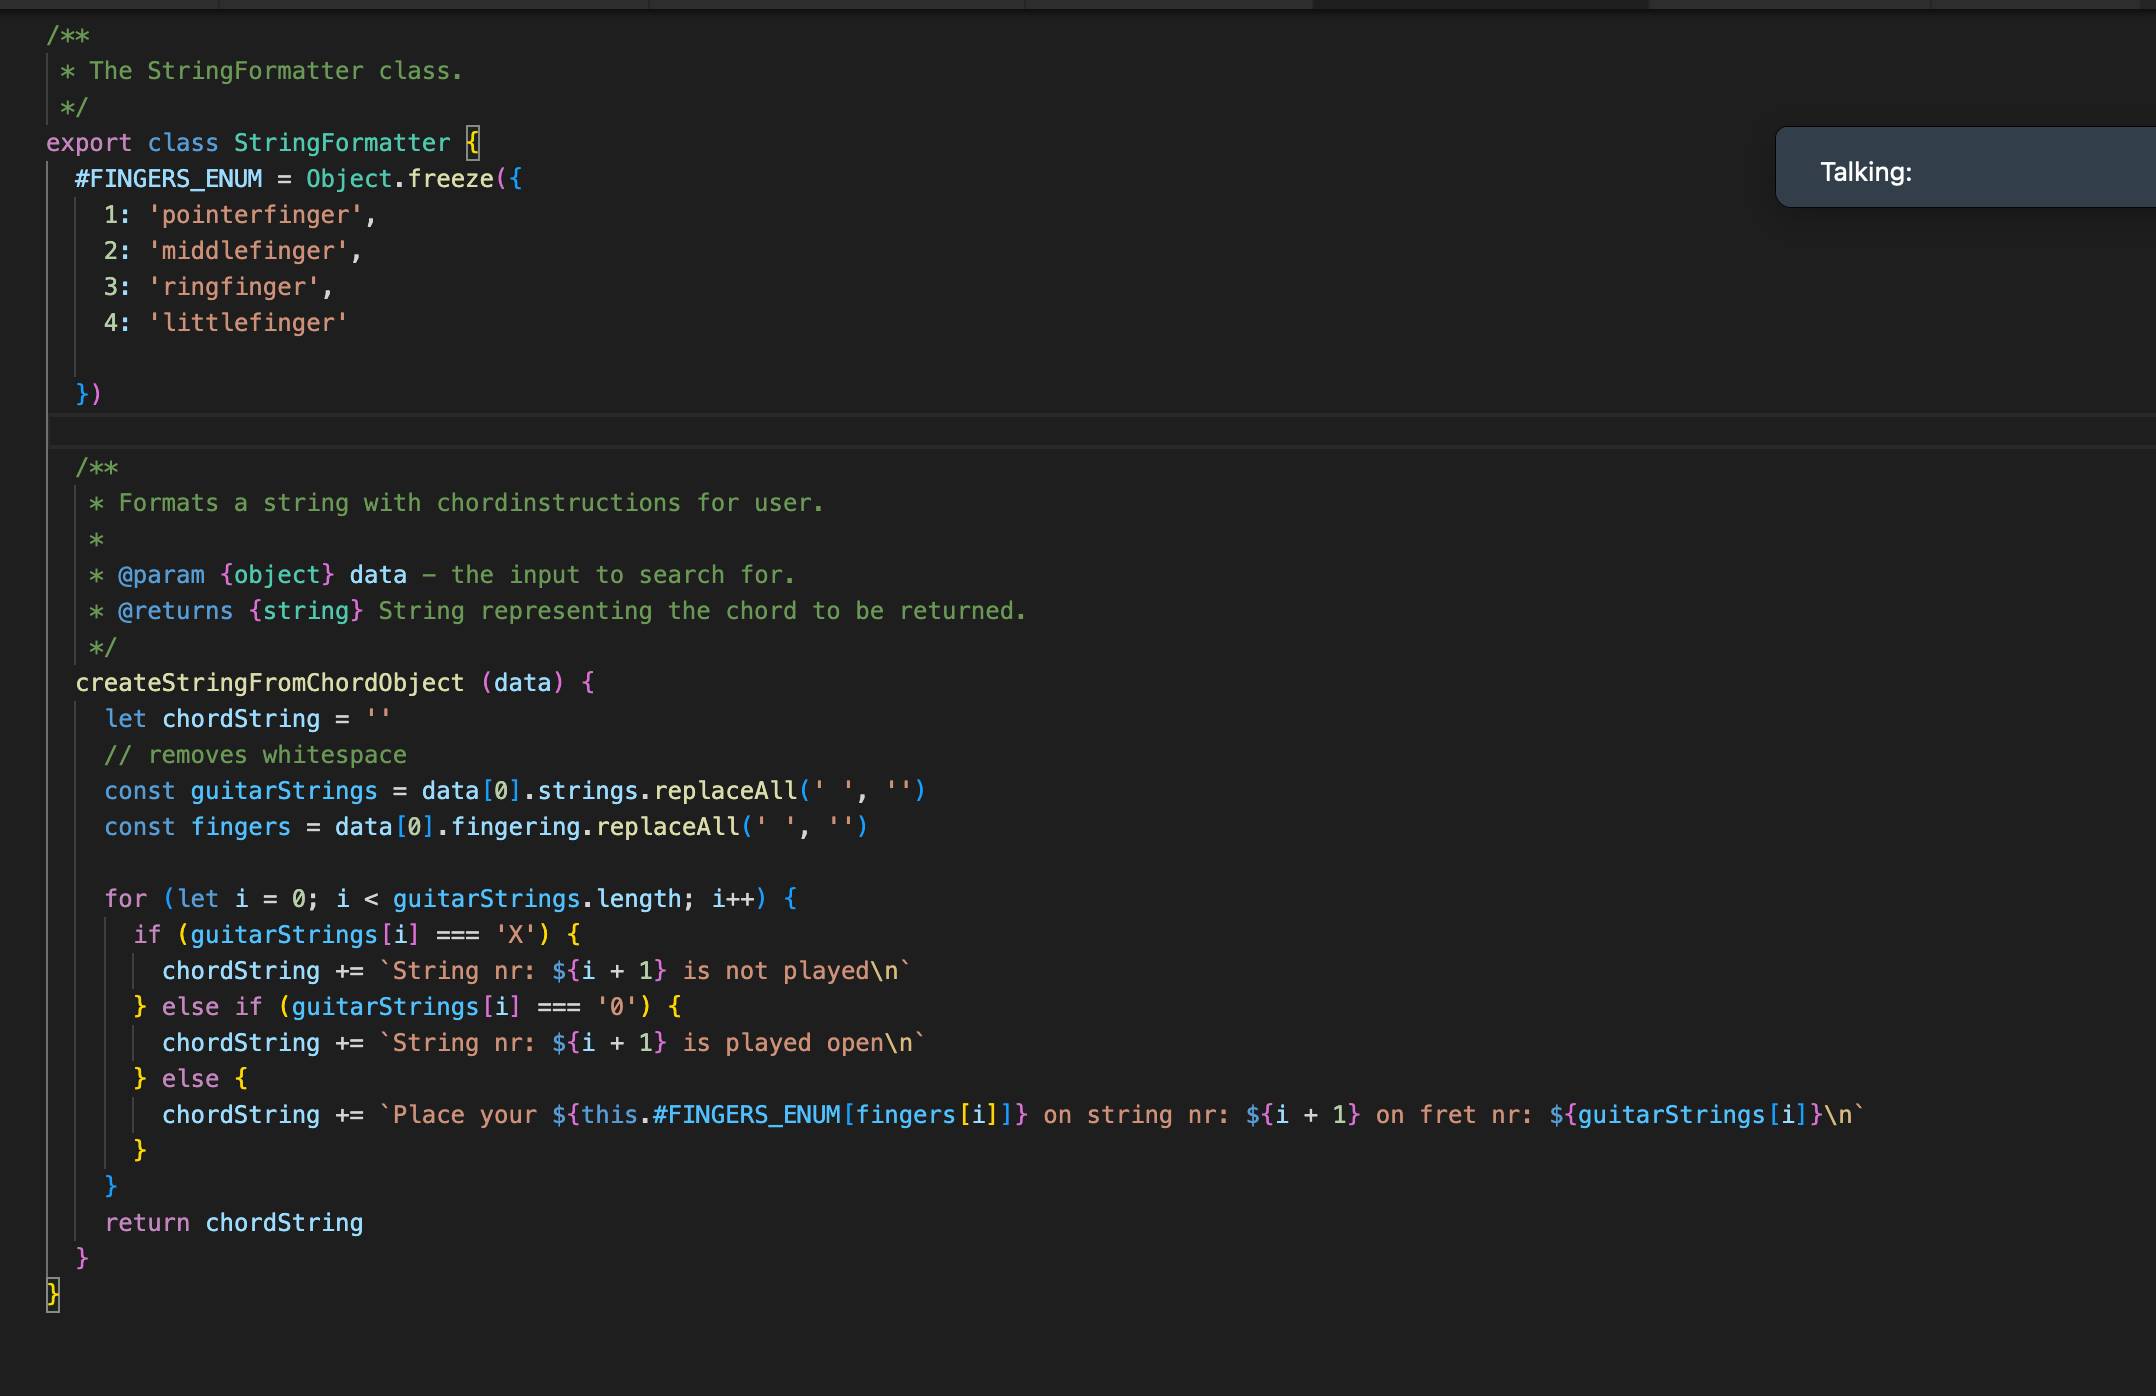 /**
 * The StringFormatter class.
 */
export class StringFormatter {
  #FINGERS_ENUM = Object.freeze({
    1: 'pointerfinger',
    2: 'middlefinger',
    3: 'ringfinger',
    4: 'littlefinger'

  })

  /**
   * Formats a string with chordinstructions for user.
   *
   * @param {object} data – the input to search for.
   * @returns {string} String representing the chord to be returned.
   */
  createStringFromChordObject (data) {
    let chordString = ''
    // removes whitespace
    const guitarStrings = data[0].strings.replaceAll(' ', '')
    const fingers = data[0].fingering.replaceAll(' ', '')

    for (let i = 0; i < guitarStrings.length; i++) {
      if (guitarStrings[i] === 'X') {
        chordString += `String nr: ${i + 1} is not played\n`
      } else if (guitarStrings[i] === '0') {
        chordString += `String nr: ${i + 1} is played open\n`
      } else {
        chordString += `Place your ${this.#FINGERS_ENUM[fingers[i]]} on string nr: ${i + 1} on fret nr: ${guitarStrings[i]}\n`
      }
    }
    return chordString
  }
}
Talking: